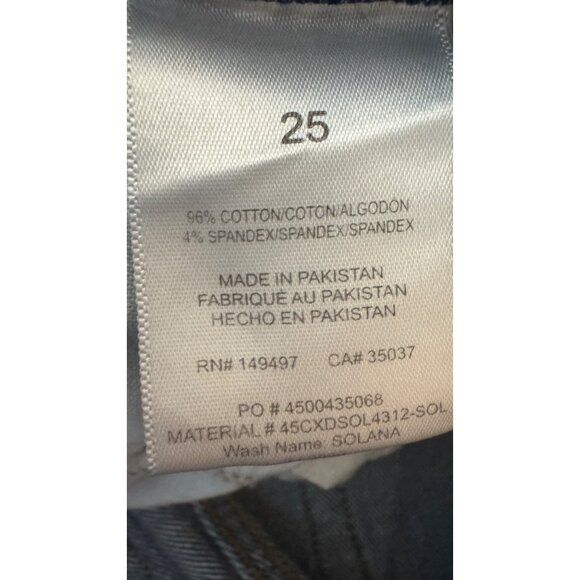 25
96% COTTON/COTON/ALGODÓN
4% SPANDEX/SPANDEX/SPANDEX
MADE IN PAKISTAN
FABRIQUÉ AU PAKISTAN
HECHO EN PAKISTAN
RN# 149497 CA# 35037
PO # 4500435068
MATERIAL # 45CXDSOL4312-SOL
Wash Name: SOLANA